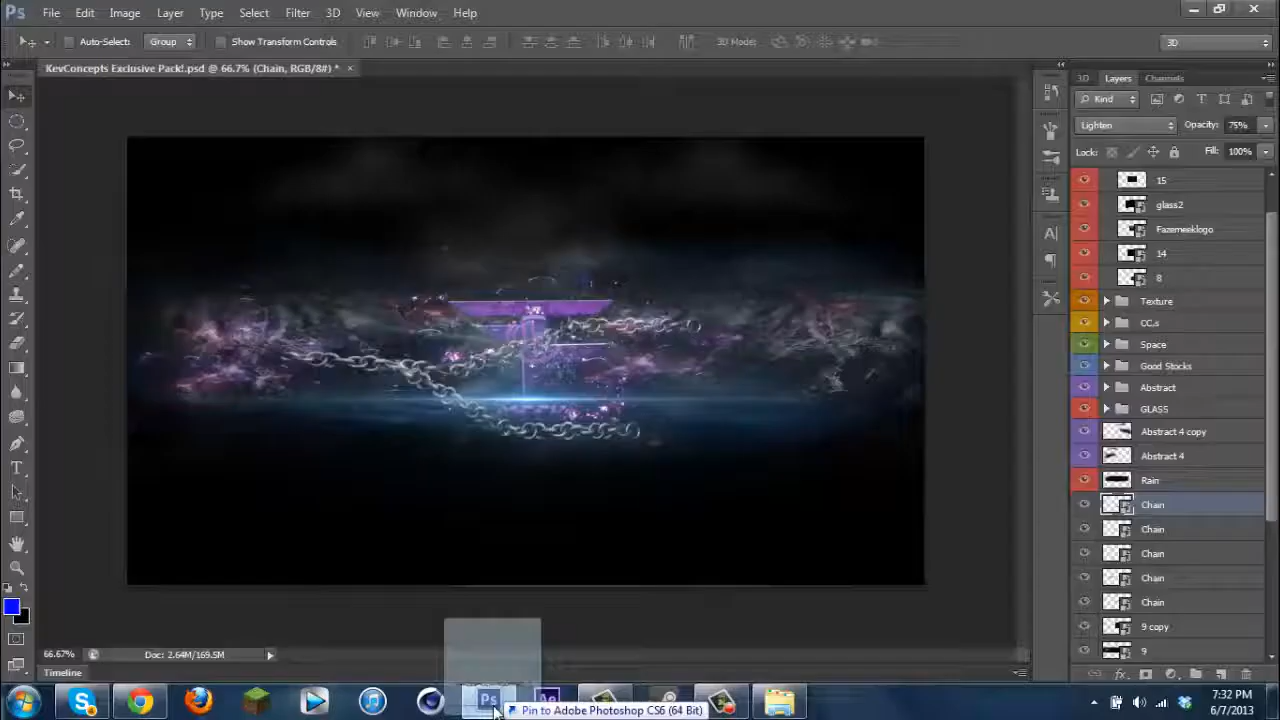 Ps File Edit Image Layer Type Select Filter 3D View Window Help
Auto-Select: Group Show Transform Controls 3D Mode: 3D
KevConcepts Exclusive Pack!.psd @ 66.7% (Chain, RGB/8#) *
3D Layers Channels
Kind
Lighten Opacity: 75%
Lock: Fill: 100%
15
glass2
Fazemeeklogo
14
8
Texture
CC,s
Space
Good Stocks
Abstract
GLASS
Abstract 4 copy
Abstract 4
Rain
Chain
Chain
Chain
Chain
Chain
9 copy
9
66.67% Doc: 2.64M/169.5M
Timeline
Ps Ae
Pin to Adobe Photoshop CS6 (64 Bit)
7:32 PM
6/7/2013